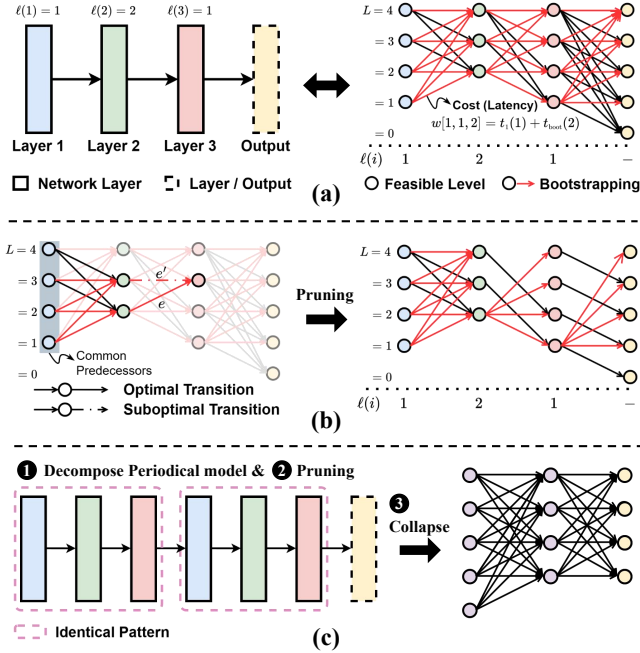 ℓ(1) = 1 ℓ(2) = 2 ℓ(3) = 1
Layer 1 Layer 2 Layer 3 Output
Network Layer Layer / Output
L = 4
= 3
= 2
= 1
= 0
Cost (Latency)
w[1, 1, 2] = t₁(1) + t_boot(2)
ℓ(i) 1 2 1 −
Feasible Level Bootstrapping
(a)
L = 4
= 3
= 2
= 1
= 0
e′
e
Common
Predecessors
Optimal Transition
Suboptimal Transition
Pruning
L = 4
= 3
= 2
= 1
= 0
ℓ(i) 1 2 1 −
(b)
1 Decompose Periodical model & 2 Pruning
3
Collapse
Identical Pattern
(c)